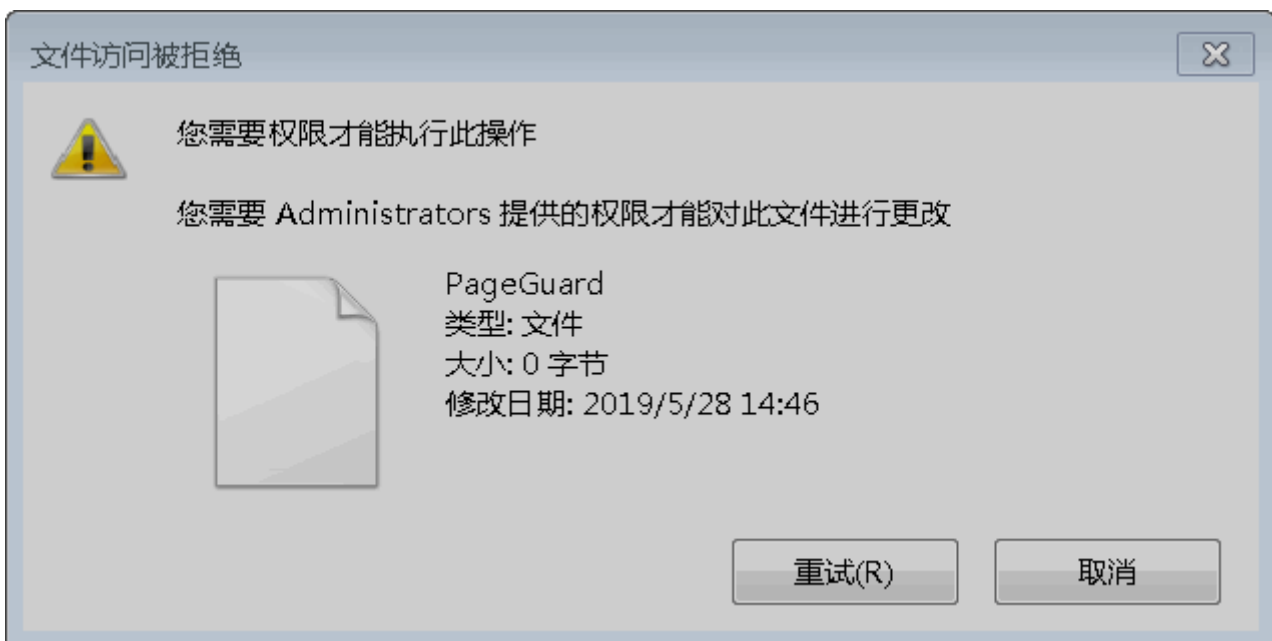 文件访问被拒绝
您需要权限才能执行此操作
您需要 Administrators 提供的权限才能对此文件进行更改
PageGuard
类型: 文件
大小: 0 字节
修改日期: 2019/5/28 14:46
重试(R)
取消